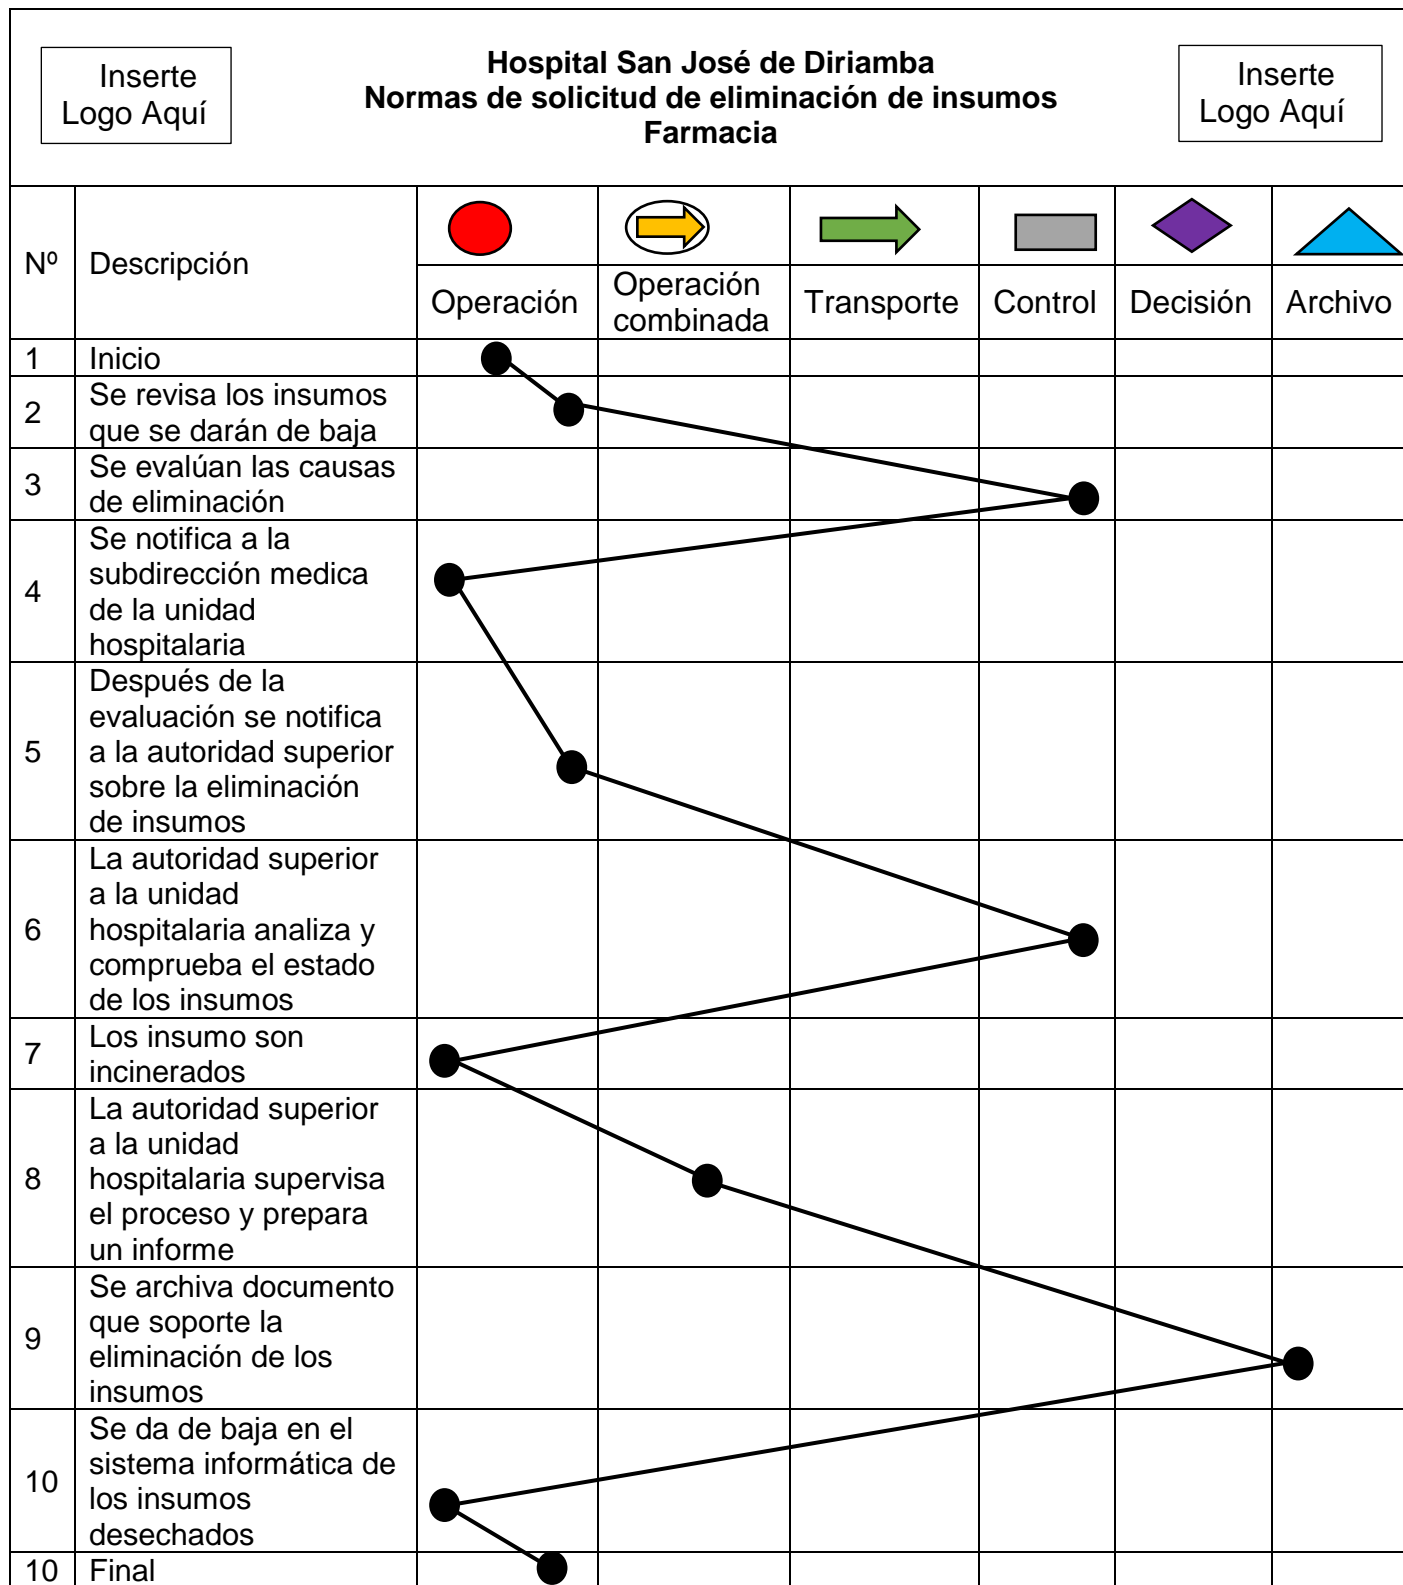 Inserte
Logo Aquí
Hospital San José de Diriamba
Normas de solicitud de eliminación de insumos
Farmacia
Inserte
Logo Aquí
Nº
Descripción
Operación
Operación
combinada
Transporte
Control
Decisión
Archivo
1
Inicio
2
Se revisa los insumos
que se darán de baja
3
Se evalúan las causas
de eliminación
4
Se notifica a la
subdirección medica
de la unidad
hospitalaria
5
Después de la
evaluación se notifica
a la autoridad superior
sobre la eliminación
de insumos
6
La autoridad superior
a la unidad
hospitalaria analiza y
comprueba el estado
de los insumos
7
Los insumo son
incinerados
8
La autoridad superior
a la unidad
hospitalaria supervisa
el proceso y prepara
un informe
9
Se archiva documento
que soporte la
eliminación de los
insumos
10
Se da de baja en el
sistema informática de
los insumos
desechados
10
Final